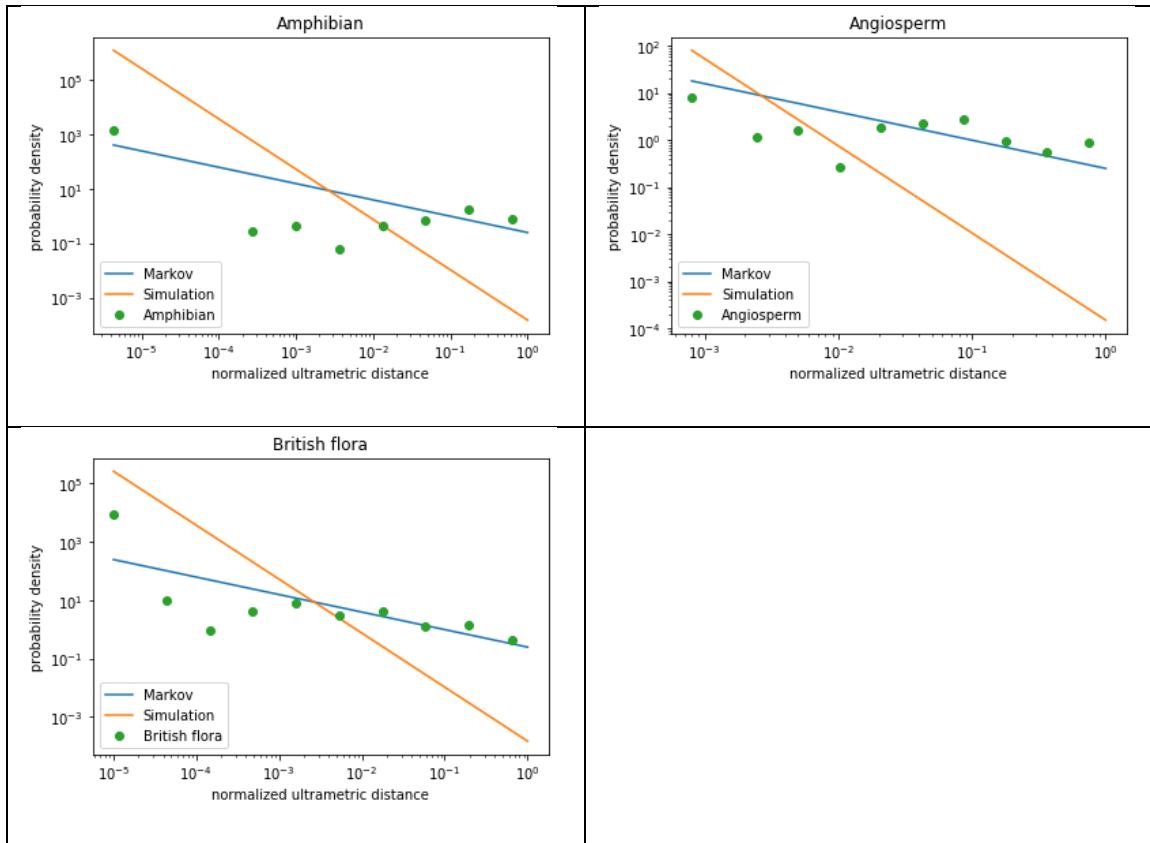 Amphibian
10^5
10^3
10^1
10^-1
10^-3
probability density
Markov
Simulation
Amphibian
10^-5
10^-4
10^-3
10^-2
10^-1
10^0
normalized ultrametric distance
Angiosperm
10^2
10^1
10^0
10^-1
10^-2
10^-3
10^-4
probability density
Markov
Simulation
Angiosperm
10^-3
10^-2
10^-1
10^0
normalized ultrametric distance
British flora
10^5
10^3
10^1
10^-1
10^-3
probability density
Markov
Simulation
British flora
10^-5
10^-4
10^-3
10^-2
10^-1
10^0
normalized ultrametric distance